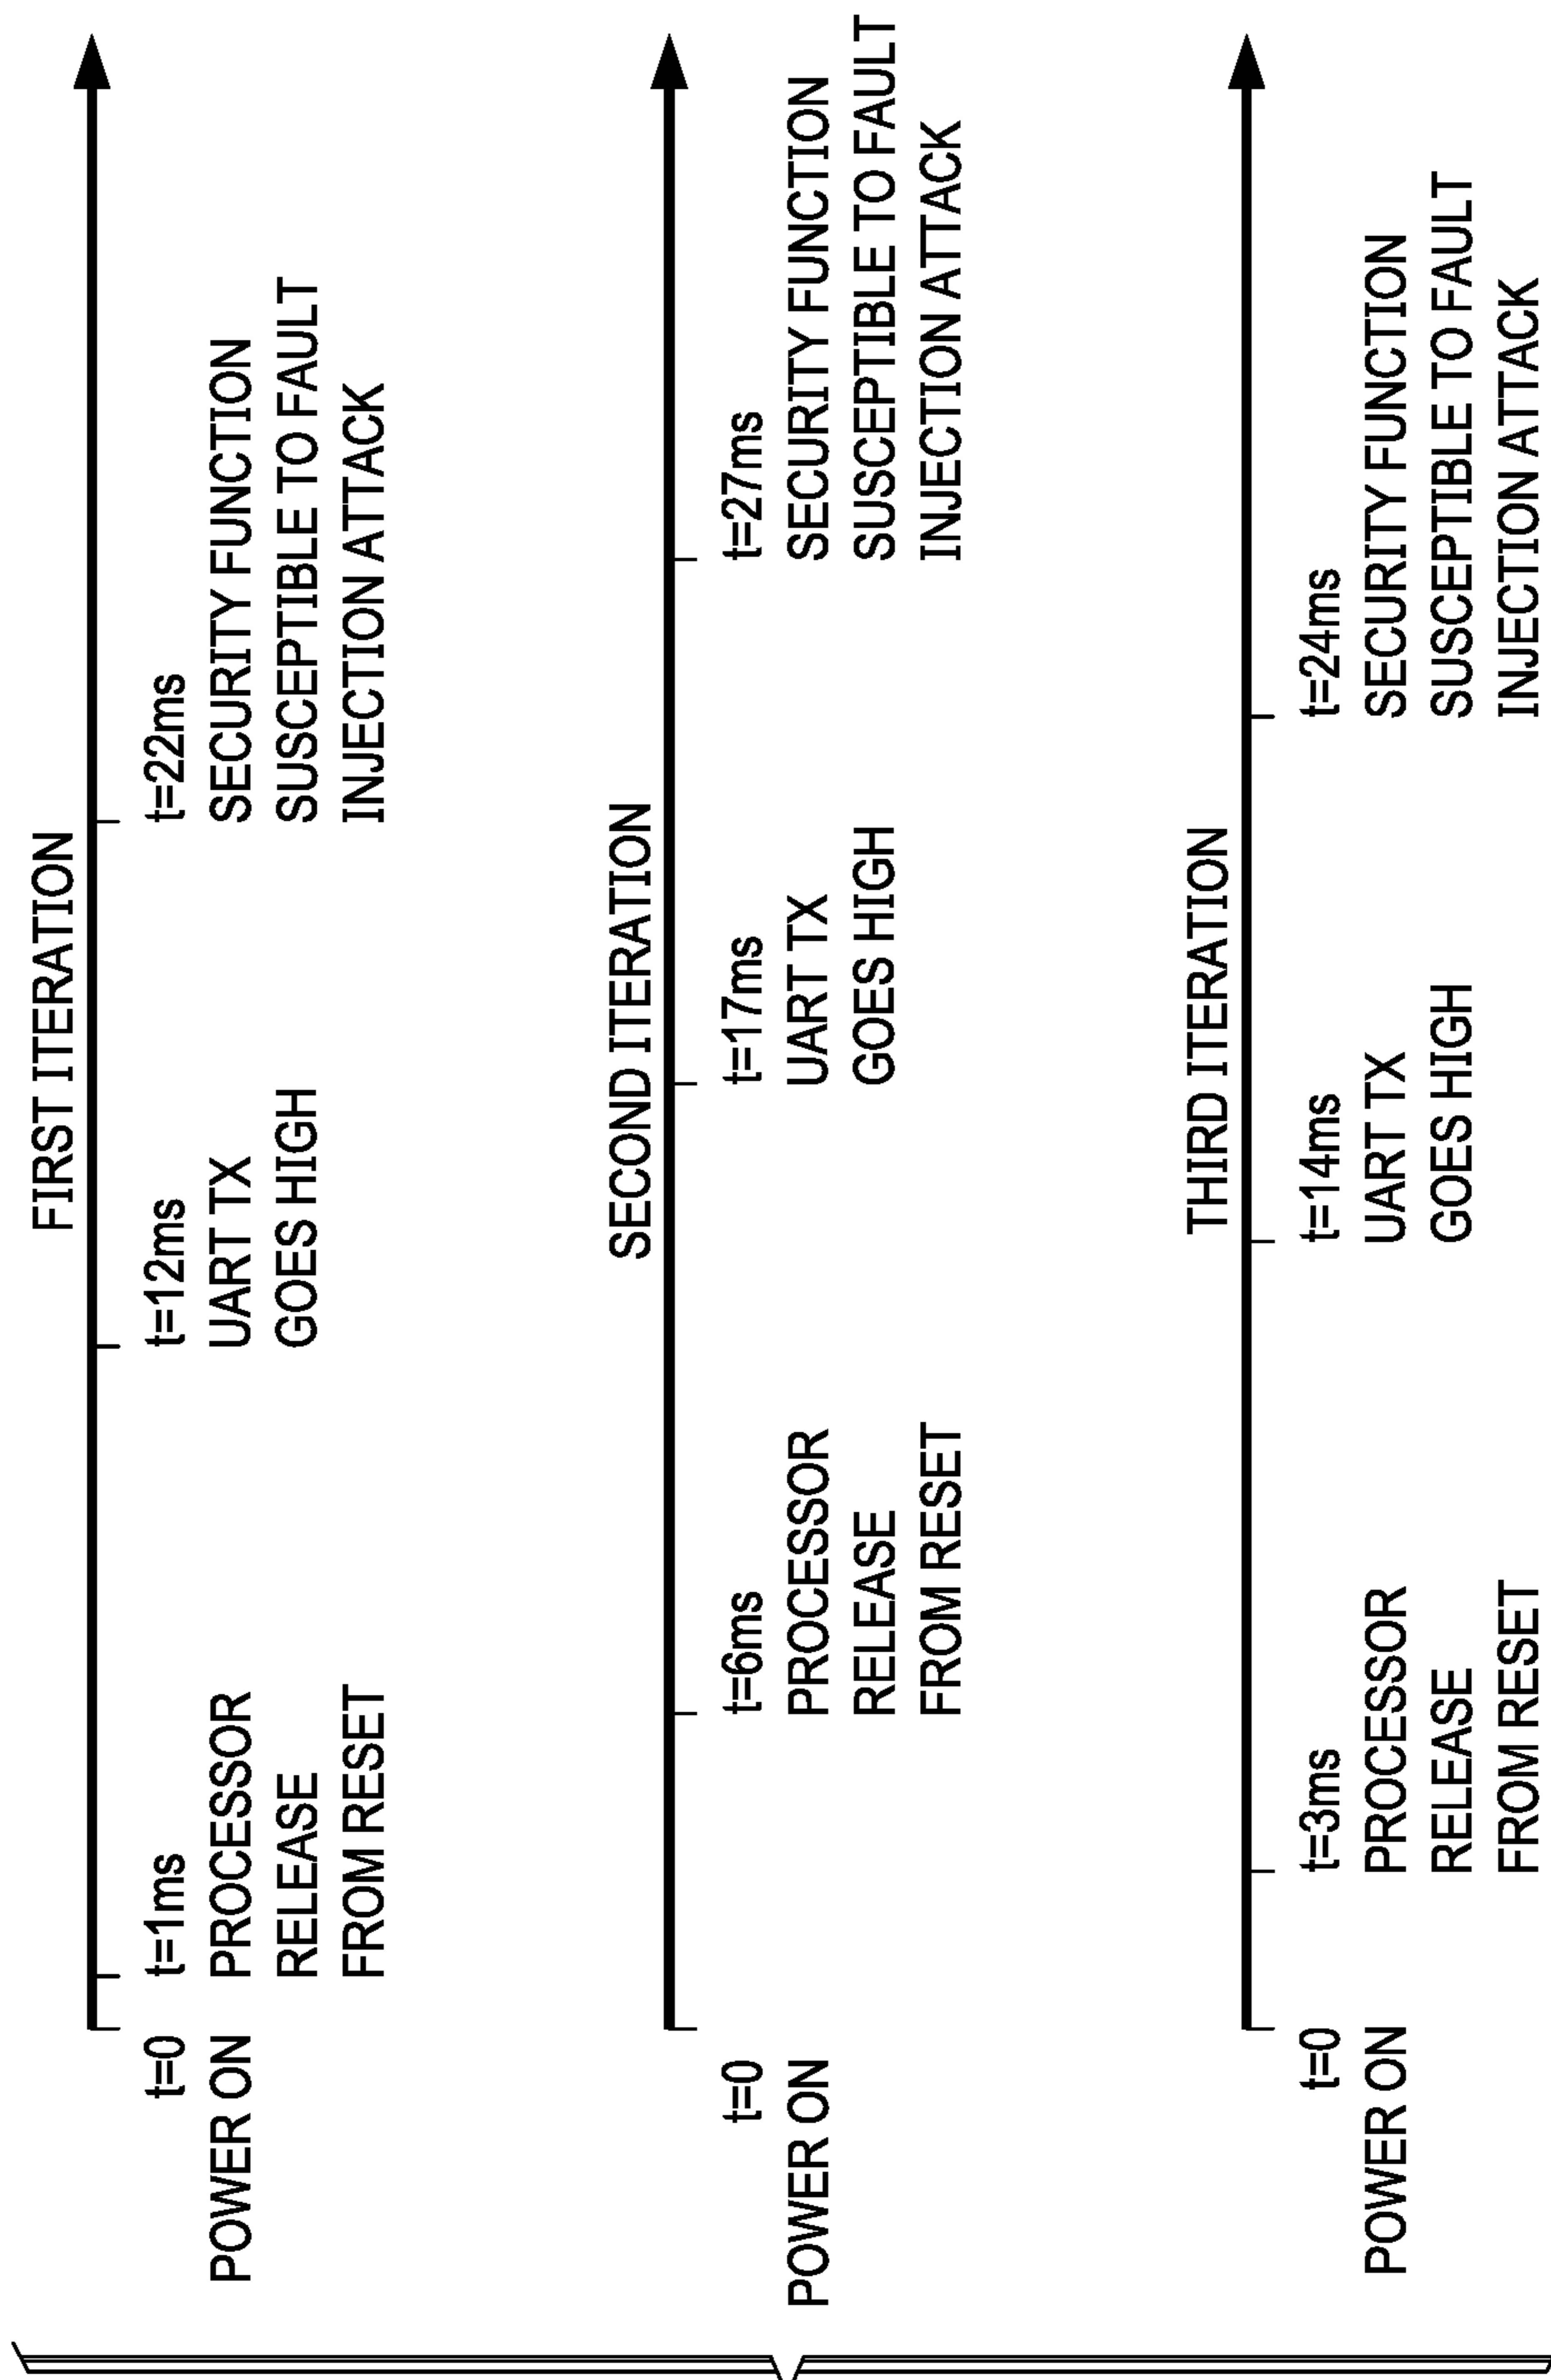 FIRST ITERATION
t=0
POWER ON
t=1ms
PROCESSOR
RELEASE
FROM RESET
t=12ms
UART TX
GOES HIGH
t=22ms
SECURITY FUNCTION
SUSCEPTIBLE TO FAULT
INJECTION ATTACK
SECOND ITERATION
t=0
POWER ON
t=6ms
PROCESSOR
RELEASE
FROM RESET
t=17ms
UART TX
GOES HIGH
t=27ms
SECURITY FUNCTION
SUSCEPTIBLE TO FAULT
INJECTION ATTACK
THIRD ITERATION
t=0
POWER ON
t=3ms
PROCESSOR
RELEASE
FROM RESET
t=14ms
UART TX
GOES HIGH
t=24ms
SECURITY FUNCTION
SUSCEPTIBLE TO FAULT
INJECTION ATTACK